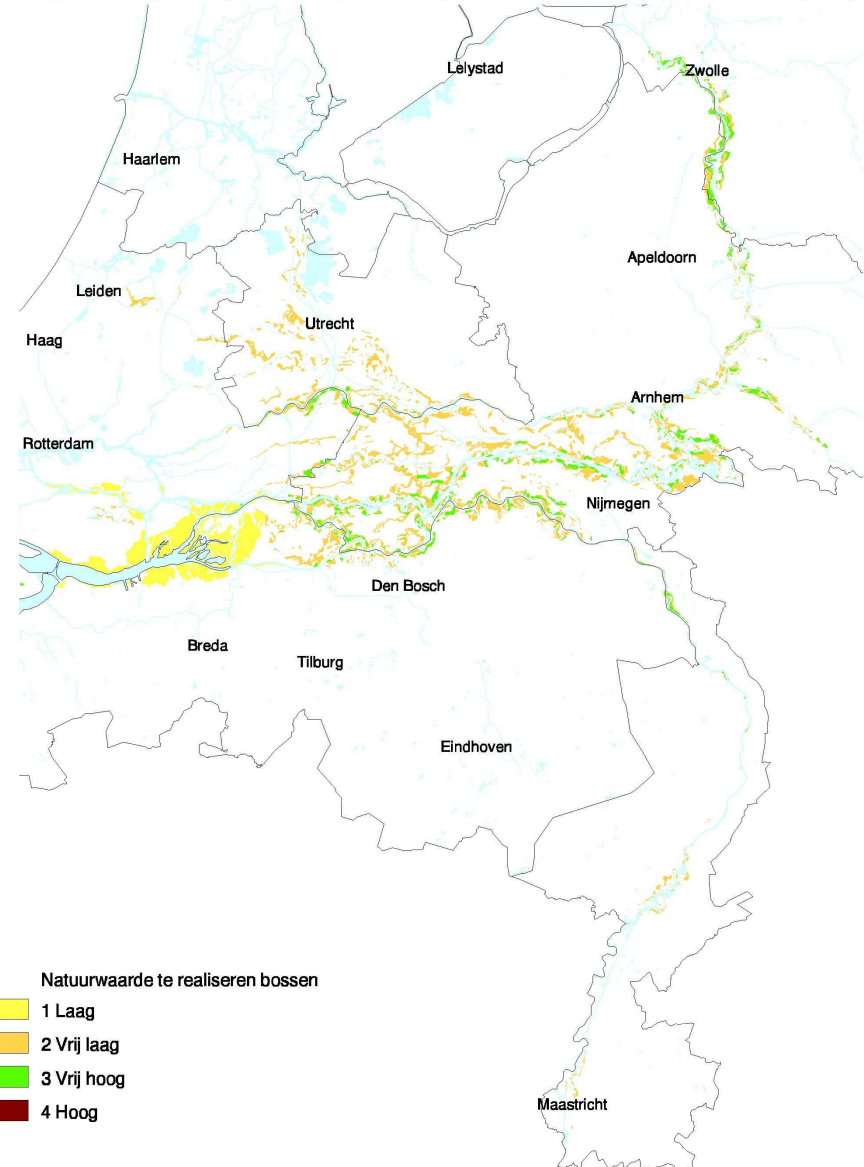 Lelystad
Zwolle
Haarlem
Apeldoorn
Leiden
Utrecht
Haag
Arnhem
Rotterdam
Nijmegen
Den Bosch
Breda
Tilburg
Eindhoven
Natuurwaarde te realiseren bossen
1 Laag
2 Vrij laag
3 Vrij hoog
4 Hoog
Maastricht